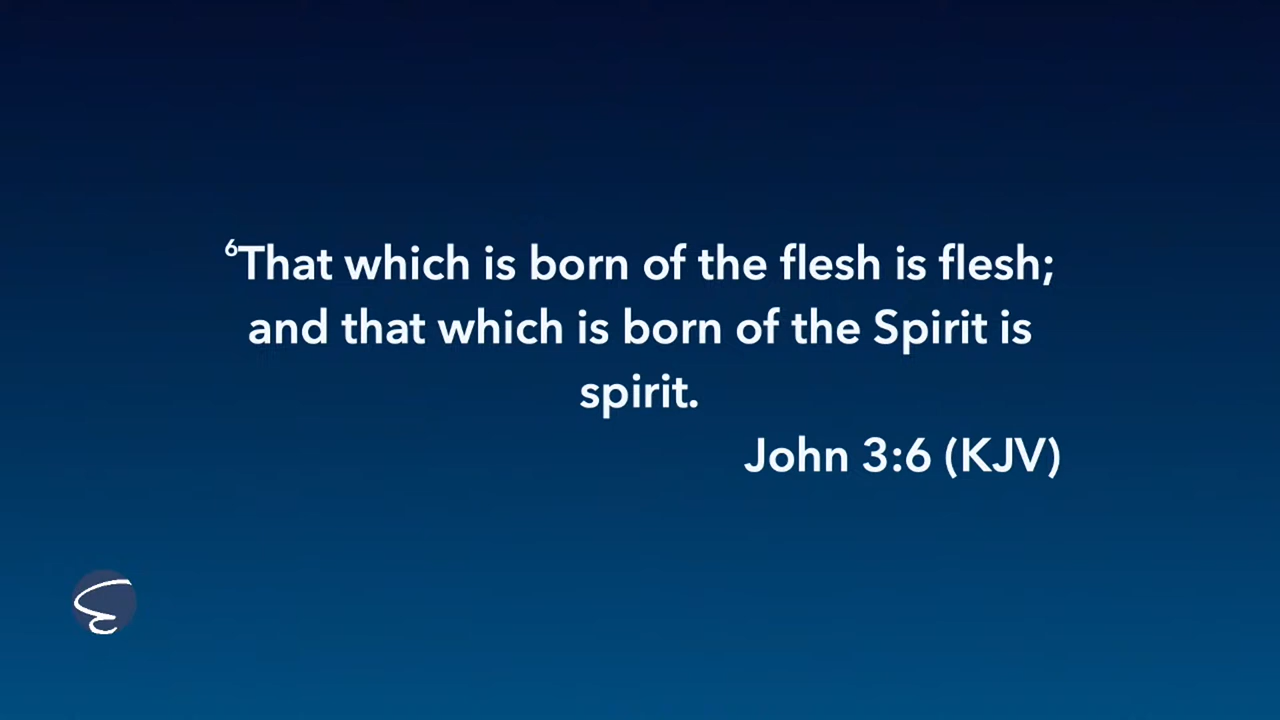 ⁶That which is born of the flesh is flesh;
and that which is born of the Spirit is
spirit.
John 3:6 (KJV)